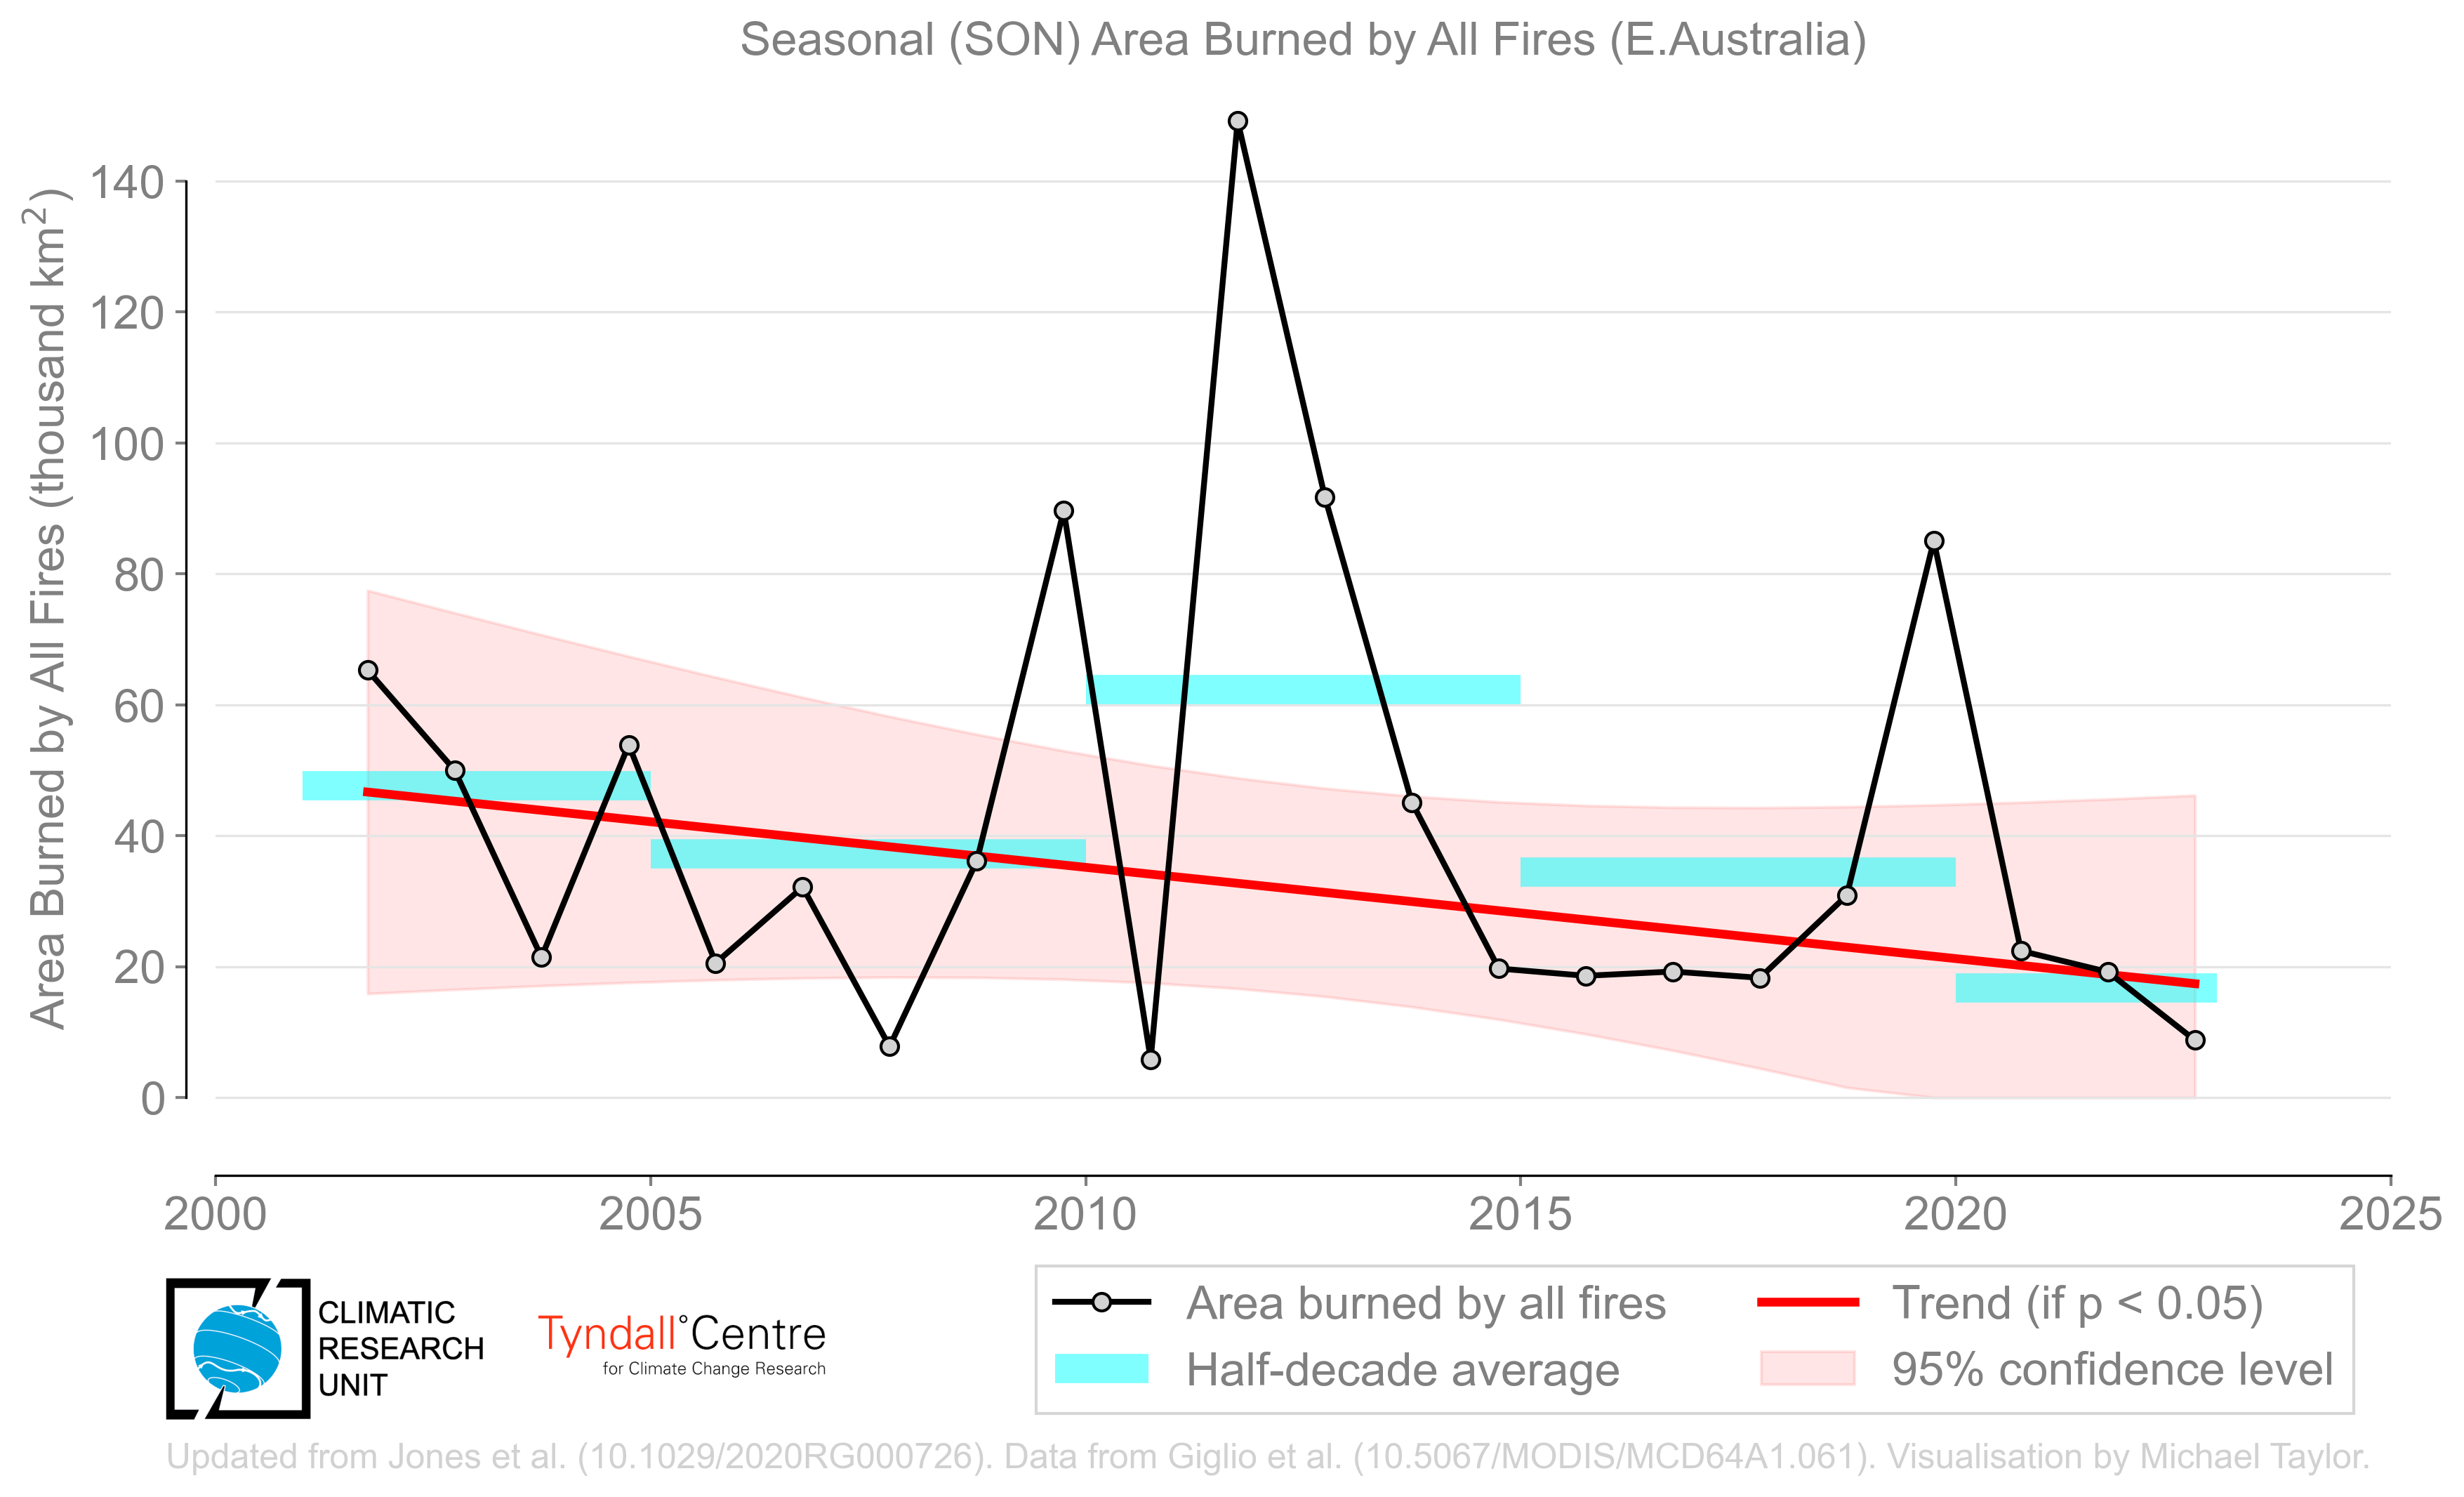 Seasonal (SON) Area Burned by All Fires (E.Australia)
Area Burned by All Fires (thousand km²)
140
120
100
80
60
40
20
0
2000 2005 2010 2015 2020 2025
CLIMATIC
RESEARCH
UNIT
Tyndall°Centre
for Climate Change Research
Area burned by all fires
Half-decade average
Trend (if p < 0.05)
95% confidence level
Updated from Jones et al. (10.1029/2020RG000726). Data from Giglio et al. (10.5067/MODIS/MCD64A1.061). Visualisation by Michael Taylor.